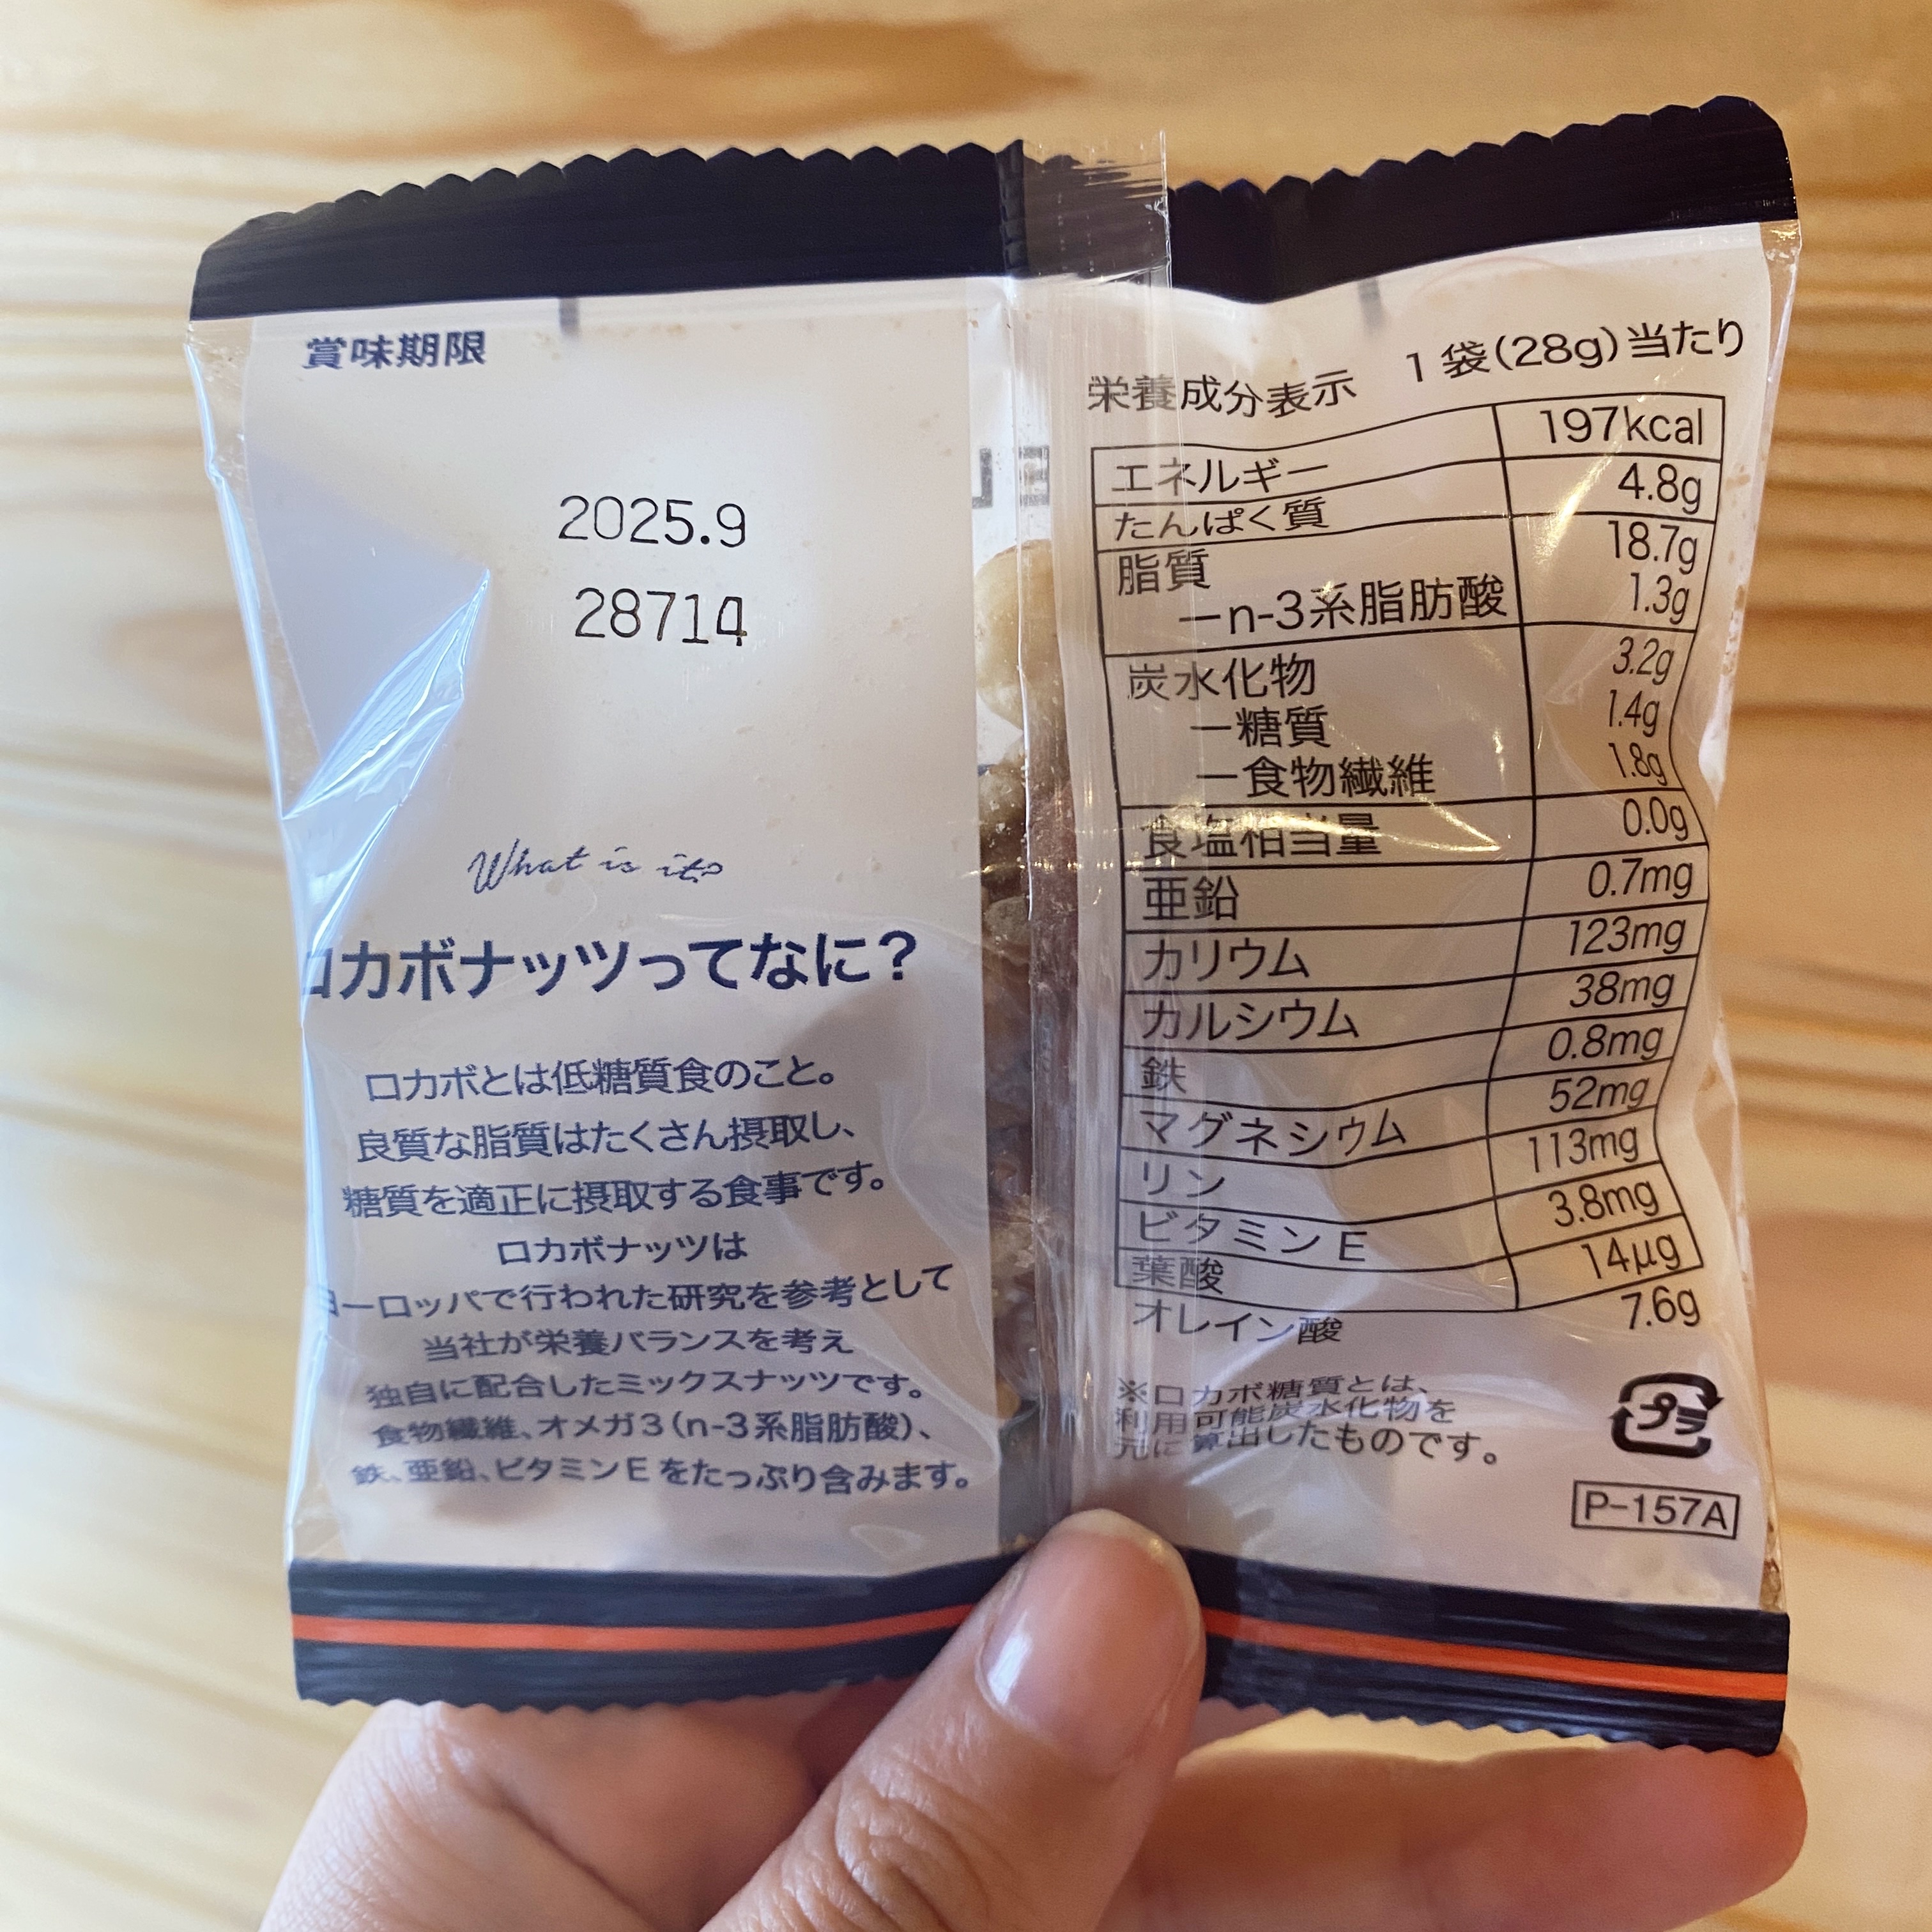 賞味期限
2025.9
28714
What is it?
ロカボナッツってなに?
ロカボとは低糖質食のこと。
良質な脂質はたくさん摂取し、
糖質を適正に摂取する食事です。
ロカボナッツは
ヨーロッパで行われた研究を参考として
当社が栄養バランスを考え
独自に配合したミックスナッツです。
食物繊維、オメガ3(n-3系脂肪酸)、
鉄、亜鉛、ビタミンEをたっぷり含みます。
栄養成分表示 1袋(28g)当たり
エネルギー 197kcal
たんぱく質 4.8g
脂質 18.7g
ーn-3系脂肪酸 1.3g
炭水化物 3.2g
ー糖質 1.4g
ー食物繊維 1.8g
食塩相当量 0.0g
亜鉛 0.7mg
カリウム 123mg
カルシウム 38mg
鉄 0.8mg
マグネシウム 52mg
リン 113mg
ビタミンE 3.8mg
葉酸 14μg
オレイン酸 7.6g
※ロカボ糖質とは、
利用可能炭水化物を
元に算出したものです。
プラ
P-157A